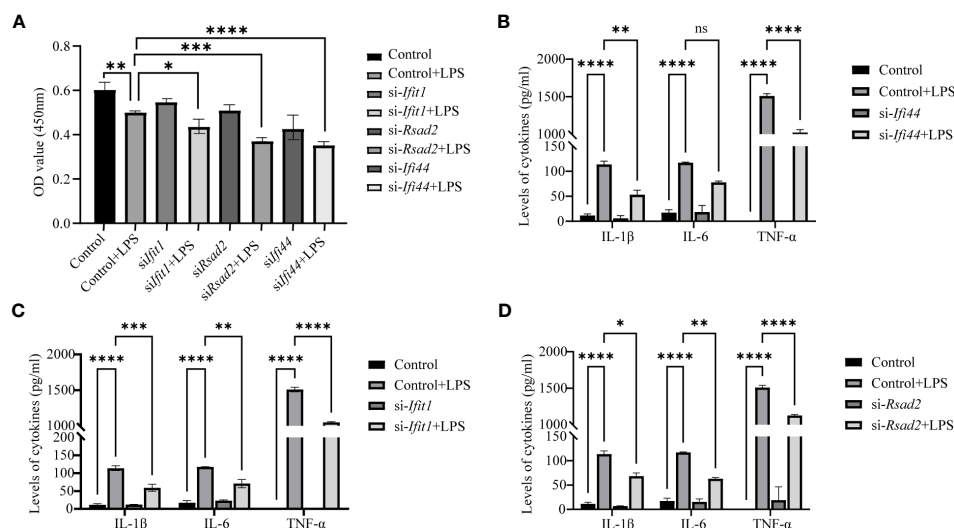 A
OD value (450nm)
0.8
0.6
0.4
0.2
0.0
**
*
***
****
Control
Control+LPS
siIfit1
siIfit1+LPS
siRsad2
siRsad2+LPS
siIfi44
siIfi44+LPS
Control
Control+LPS
si-Ifit1
si-Ifit1+LPS
si-Rsad2
si-Rsad2+LPS
si-Ifi44
si-Ifi44+LPS
B
Levels of cytokines (pg/ml)
2000
1500
1000
200
150
100
50
0
**** ** **** ns **** ****
IL-1β IL-6 TNF-α
Control
Control+LPS
si-Ifi44
si-Ifi44+LPS
C
Levels of cytokines (pg/ml)
2000
1500
1000
200
150
100
50
0
**** *** **** ** **** ****
IL-1β IL-6 TNF-α
Control
Control+LPS
si-Ifit1
si-Ifit1+LPS
D
Levels of cytokines (pg/ml)
2000
1500
1000
200
150
100
50
0
**** * **** ** **** ****
IL-1β IL-6 TNF-α
Control
Control+LPS
si-Rsad2
si-Rsad2+LPS